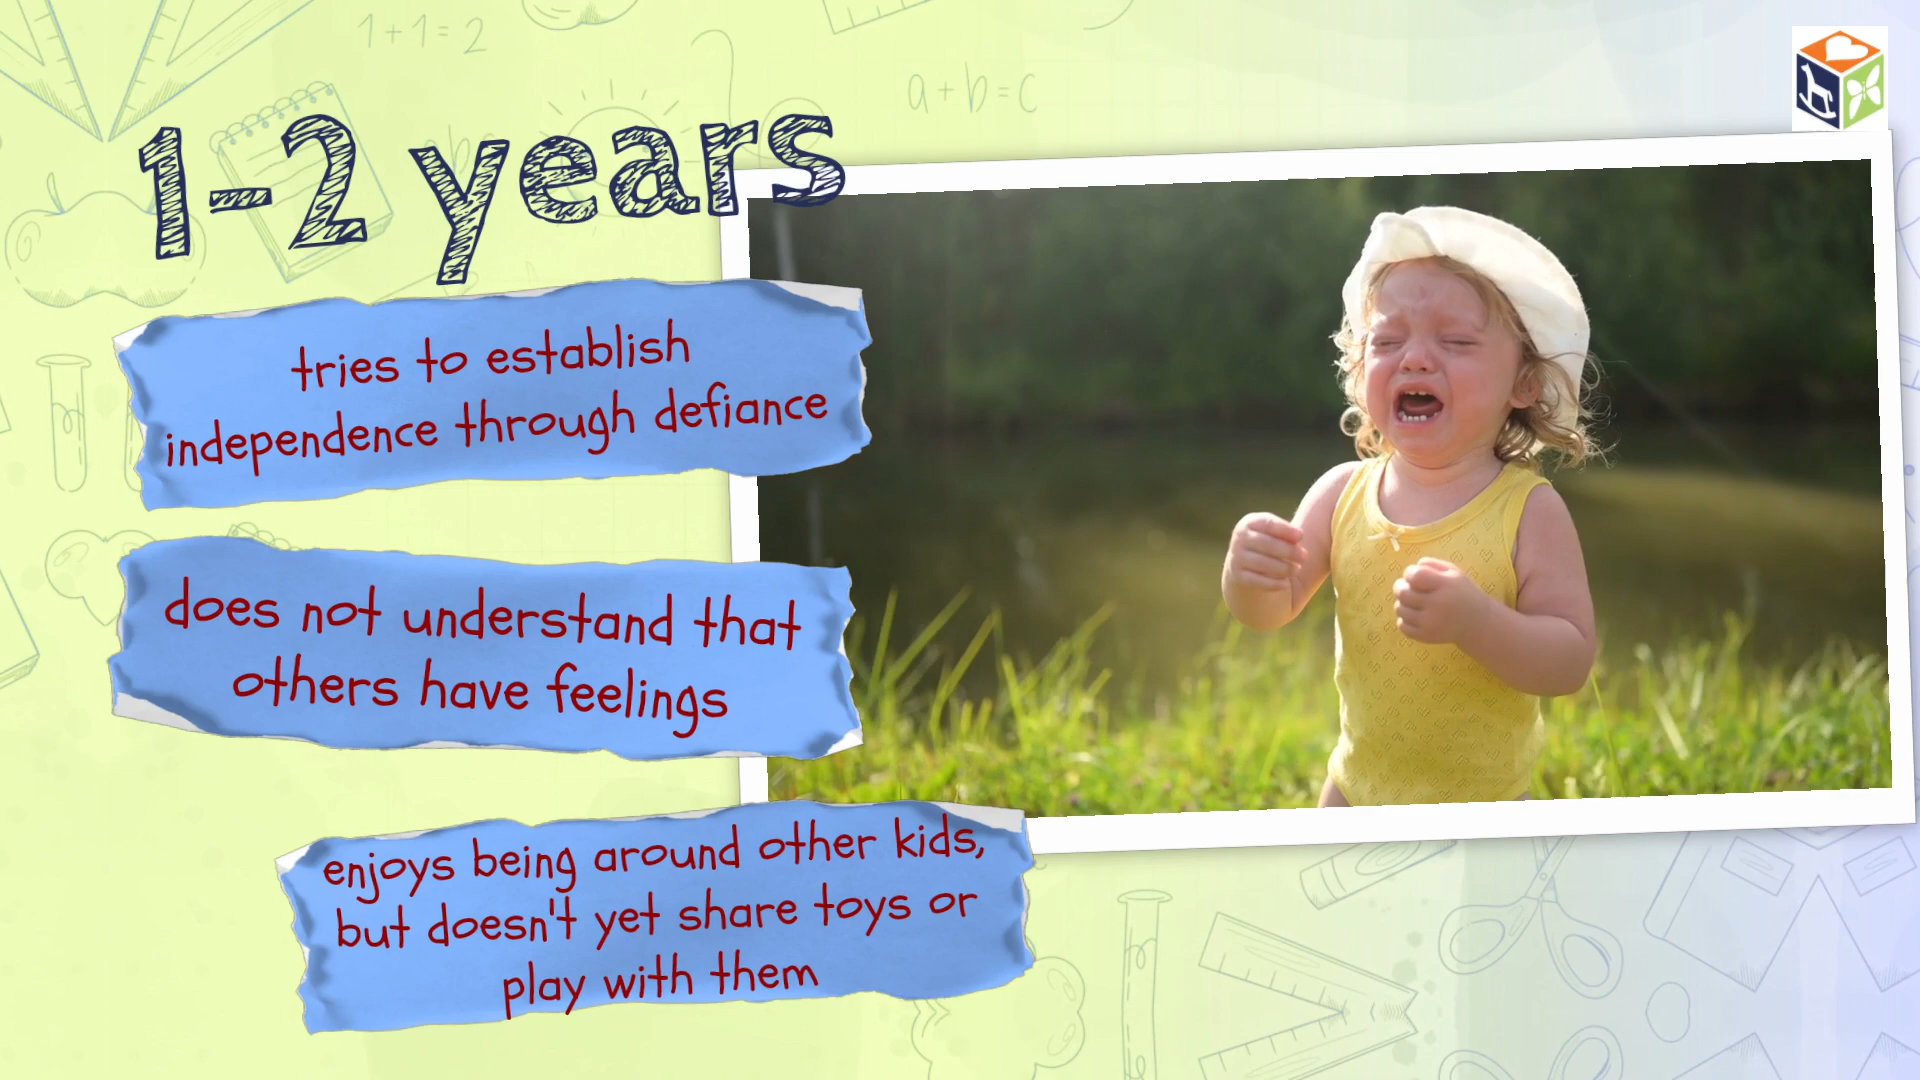 1+1=2
a+b=c
abc
1-2 years
tries to establish
independence through defiance
does not understand that
others have feelings
enjoys being around other kids,
but doesn't yet share toys or
play with them